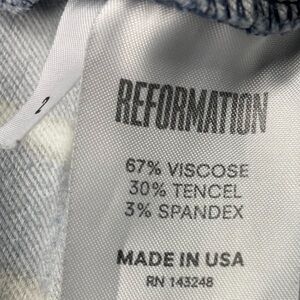 REFORMATION
67% VISCOSE
30% TENCEL
3% SPANDEX
MADE IN USA
RN 143248